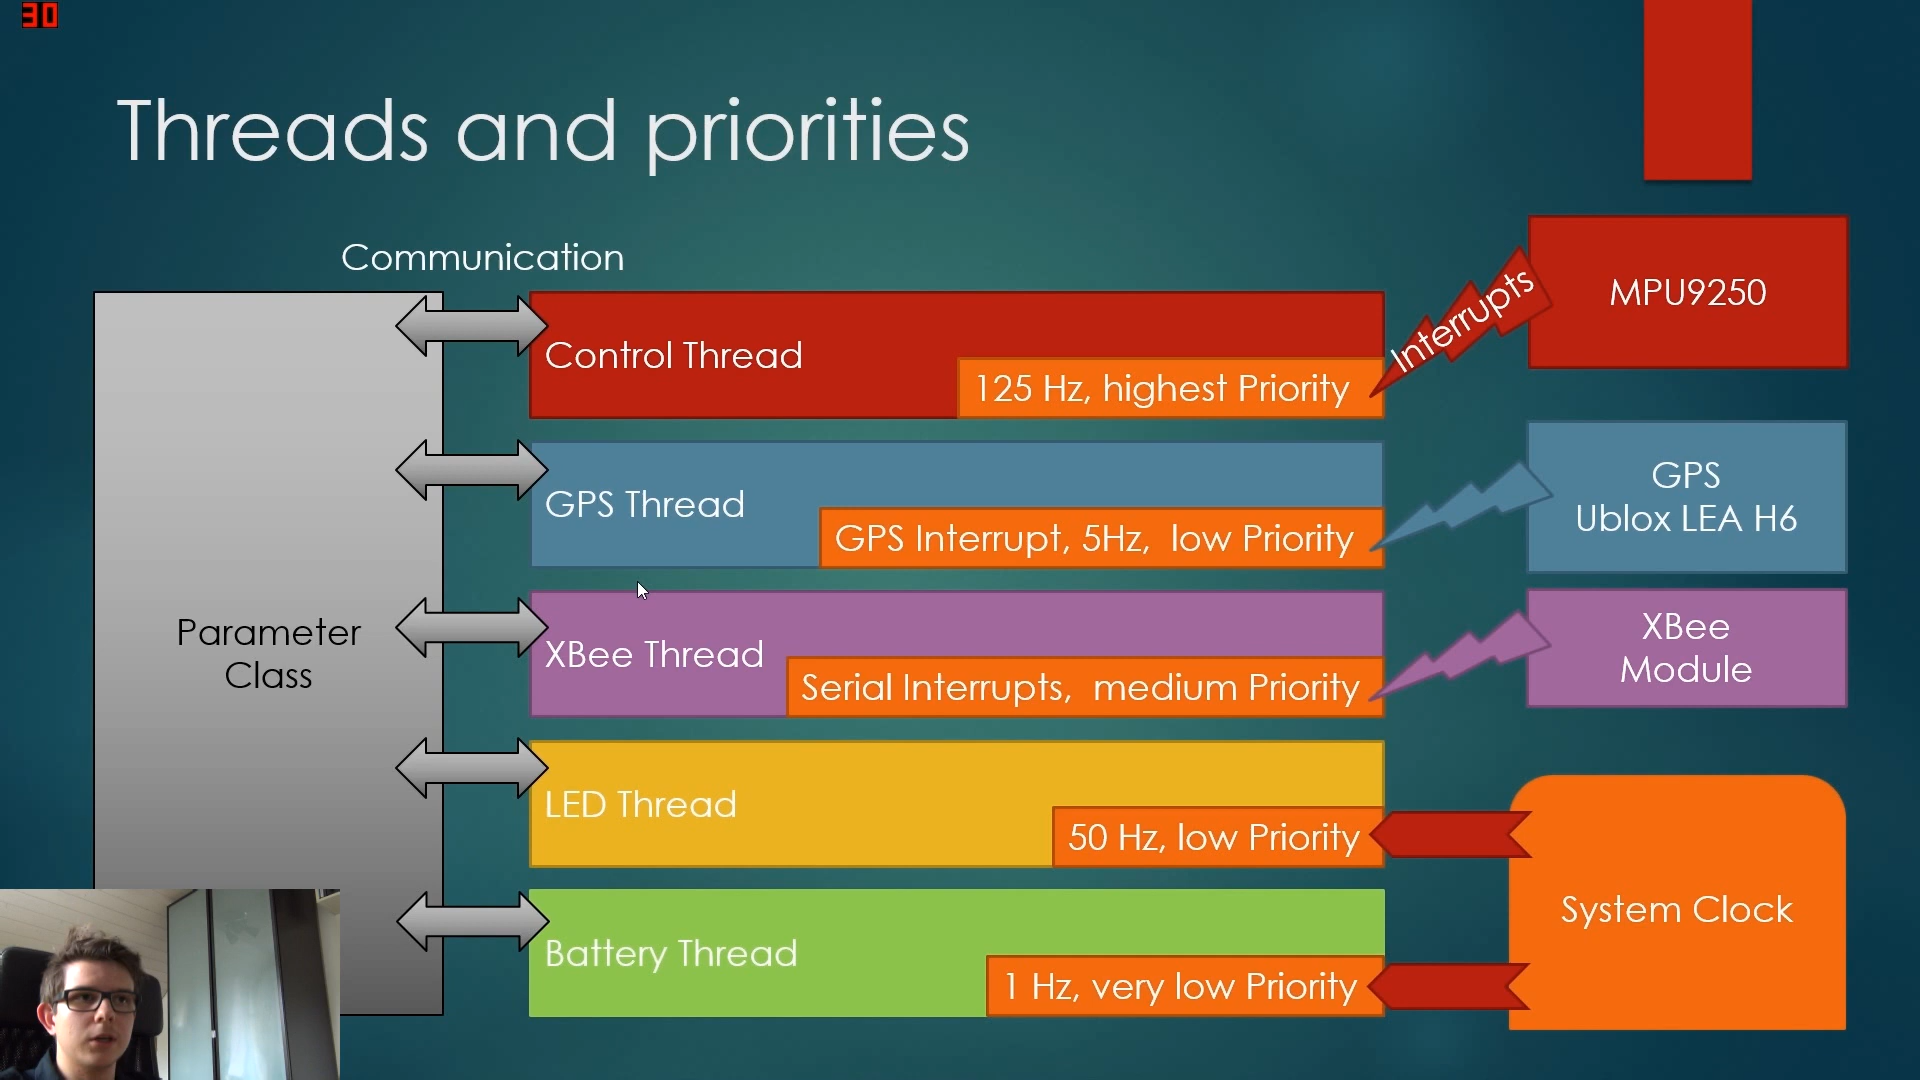 30
Threads and priorities
Communication
Parameter
Class
Control Thread
125 Hz, highest Priority
Interrupts
MPU9250
GPS Thread
GPS Interrupt, 5Hz,  low Priority
GPS
Ublox LEA H6
XBee Thread
Serial Interrupts,  medium Priority
XBee
Module
LED Thread
50 Hz, low Priority
System Clock
Battery Thread
1 Hz, very low Priority